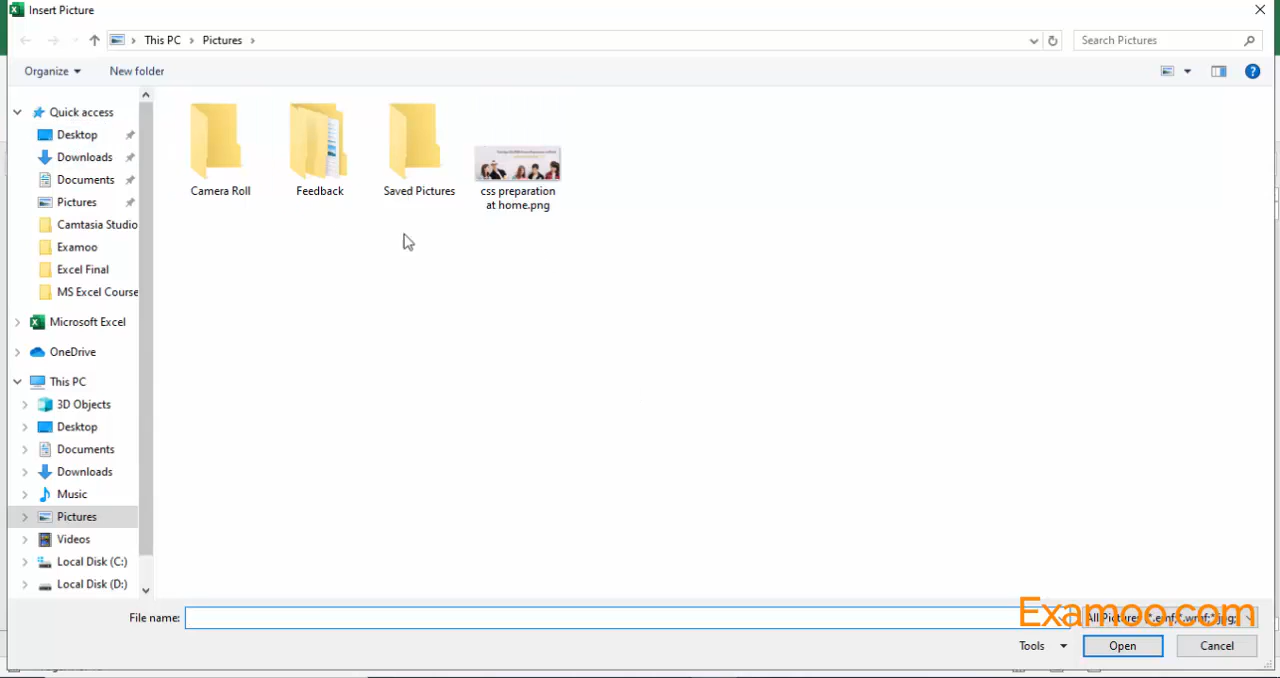 Insert Picture
This PC
Pictures
Search Pictures
Organize
New folder
Quick access
Desktop
Downloads
Documents
Pictures
Camtasia Studio
Examoo
Excel Final
MS Excel Course
Microsoft Excel
OneDrive
This PC
3D Objects
Desktop
Documents
Downloads
Music
Pictures
Videos
Local Disk (C:)
Local Disk (D:)
Camera Roll
Feedback
Saved Pictures
css preparation
at home.png
File name:
All Pictures (*.emf;*.wmf;*.jpg;
Examoo.com
Tools
Open
Cancel